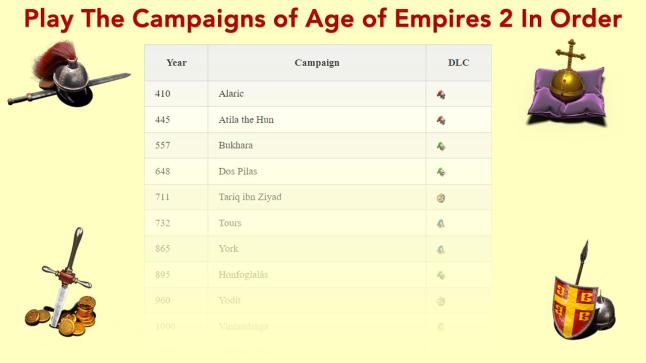 Play The Campaigns of Age of Empires 2 In Order
Year Campaign DLC
410 Alaric
445 Atila the Hun
557 Bukhara
648 Dos Pilas
711 Tariq ibn Ziyad
732 Tours
865 York
895 Honfoglalás
960 Yodit
1000 Vinlandsaga